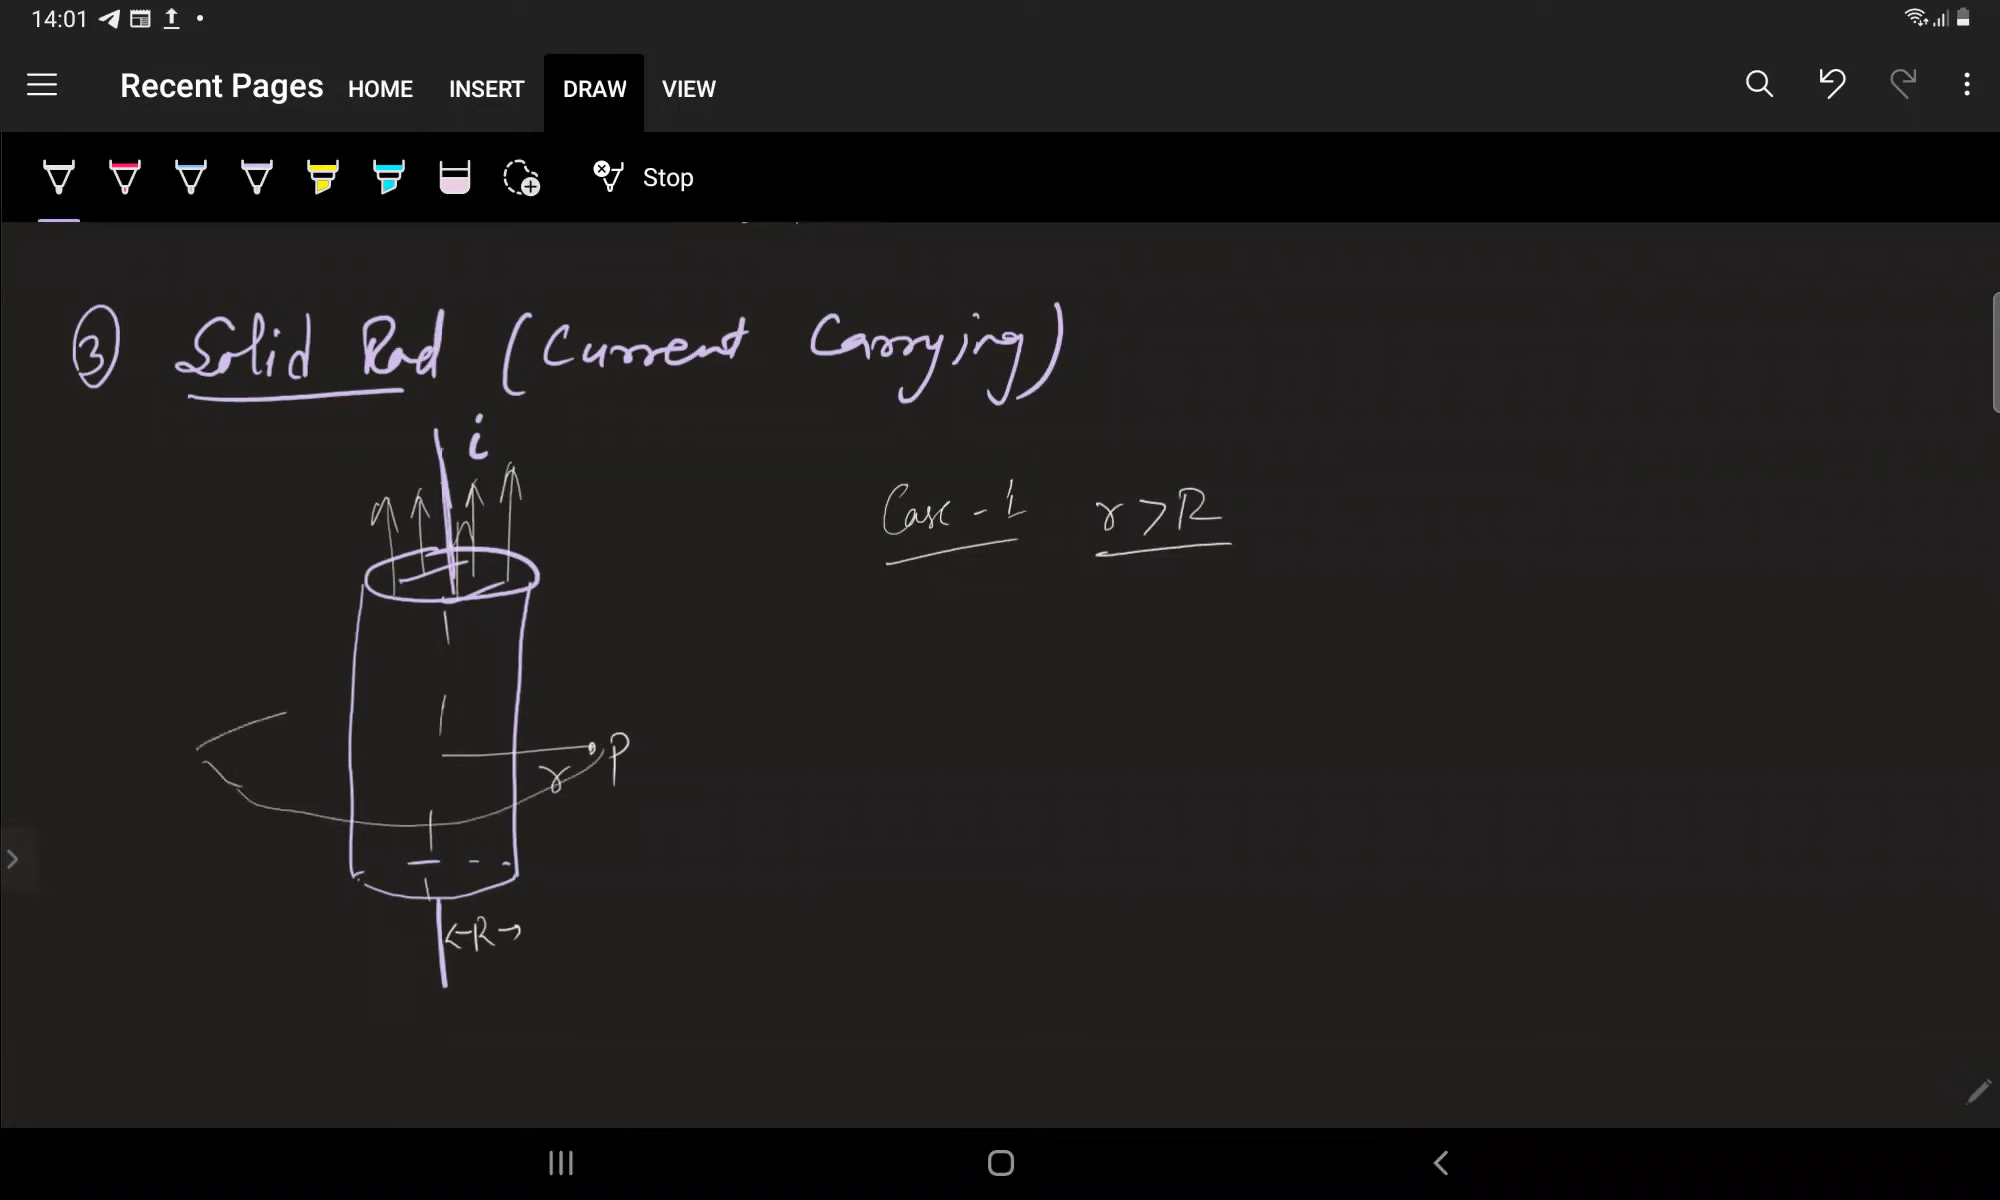 14:01
Recent Pages HOME INSERT DRAW VIEW
Stop
③ Solid Rod (Current Carrying)
i
Case - 1 r > R
P
r
←R→